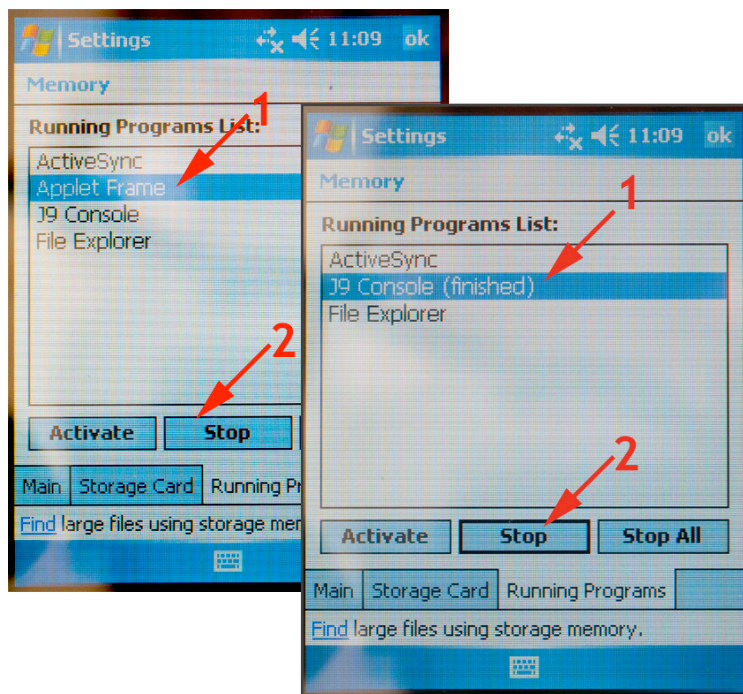 Settings 11:09 ok
Memory
Running Programs List:
1
ActiveSync
Applet Frame
J9 Console
File Explorer
2
Activate Stop
Main Storage Card Running Pr
Find large files using storage mem
Settings 11:09 ok
Memory
1
Running Programs List:
ActiveSync
J9 Console (finished)
File Explorer
2
Activate Stop Stop All
Main Storage Card Running Programs
Find large files using storage memory.